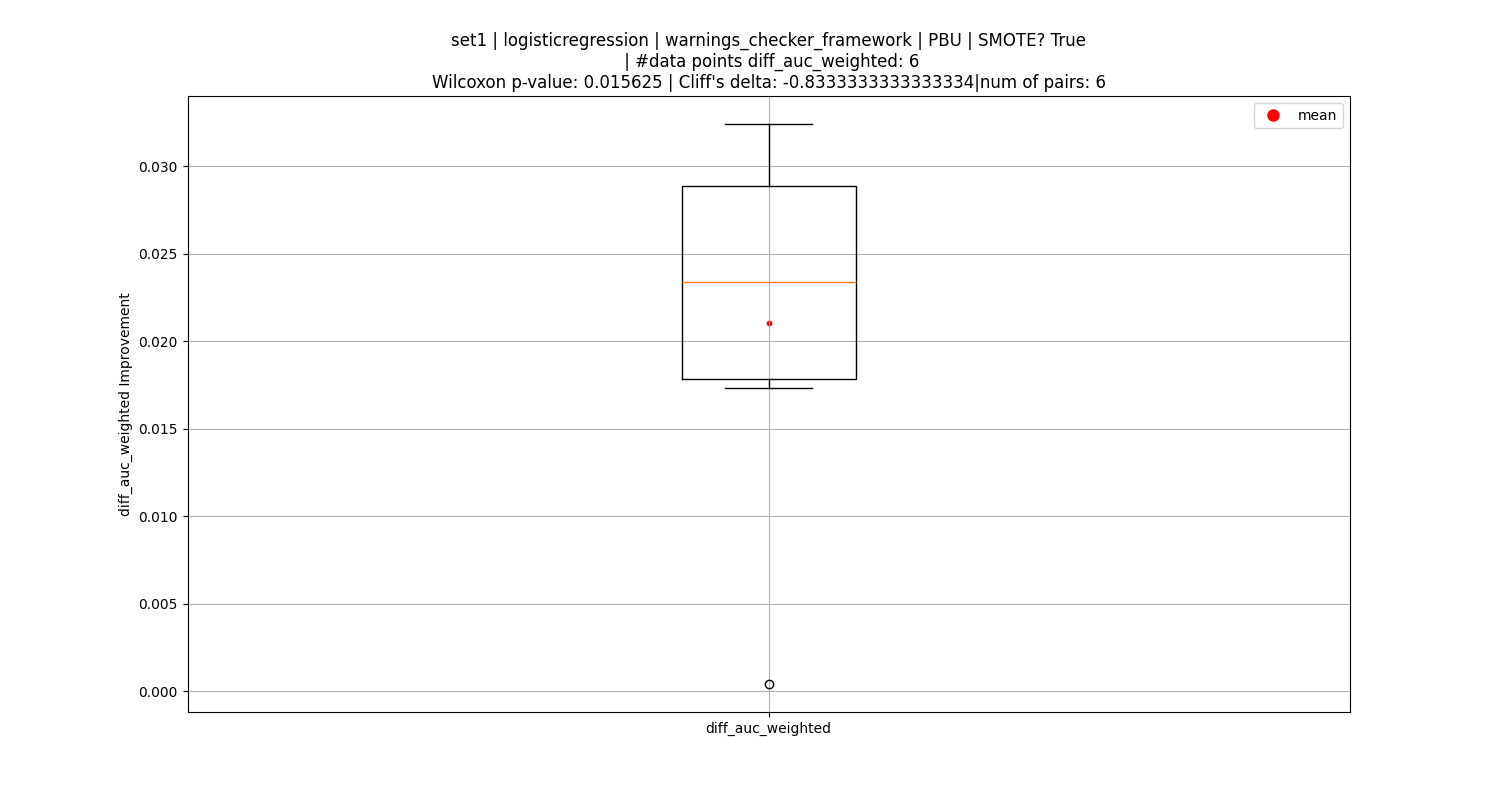 set1 | logisticregression | warnings_checker_framework | PBU | SMOTE? True
| #data points diff_auc_weighted: 6
Wilcoxon p-value: 0.015625 | Cliff's delta: -0.8333333333333334|num of pairs: 6
mean
0.030
0.025
0.020
0.015
0.010
0.005
0.000
diff_auc_weighted Improvement
diff_auc_weighted